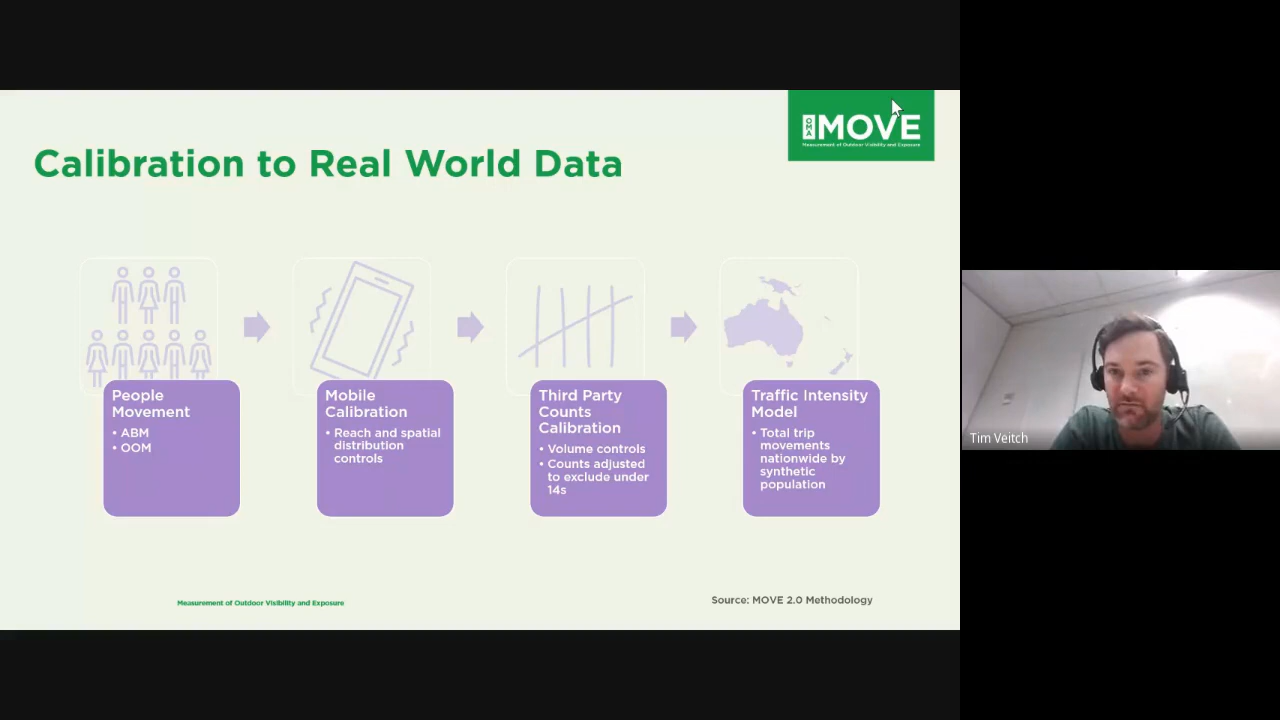 OMA
MOVE
Measurement of Outdoor Visibility and Exposure
Calibration to Real World Data
People
Movement
• ABM
• OOM
Mobile
Calibration
• Reach and spatial
distribution
controls
Third Party
Counts
Calibration
• Volume controls
• Counts adjusted
to exclude under
14s
Traffic Intensity
Model
• Total trip
movements
nationwide by
synthetic
population
Tim Veitch
Measurement of Outdoor Visibility and Exposure
Source: MOVE 2.0 Methodology